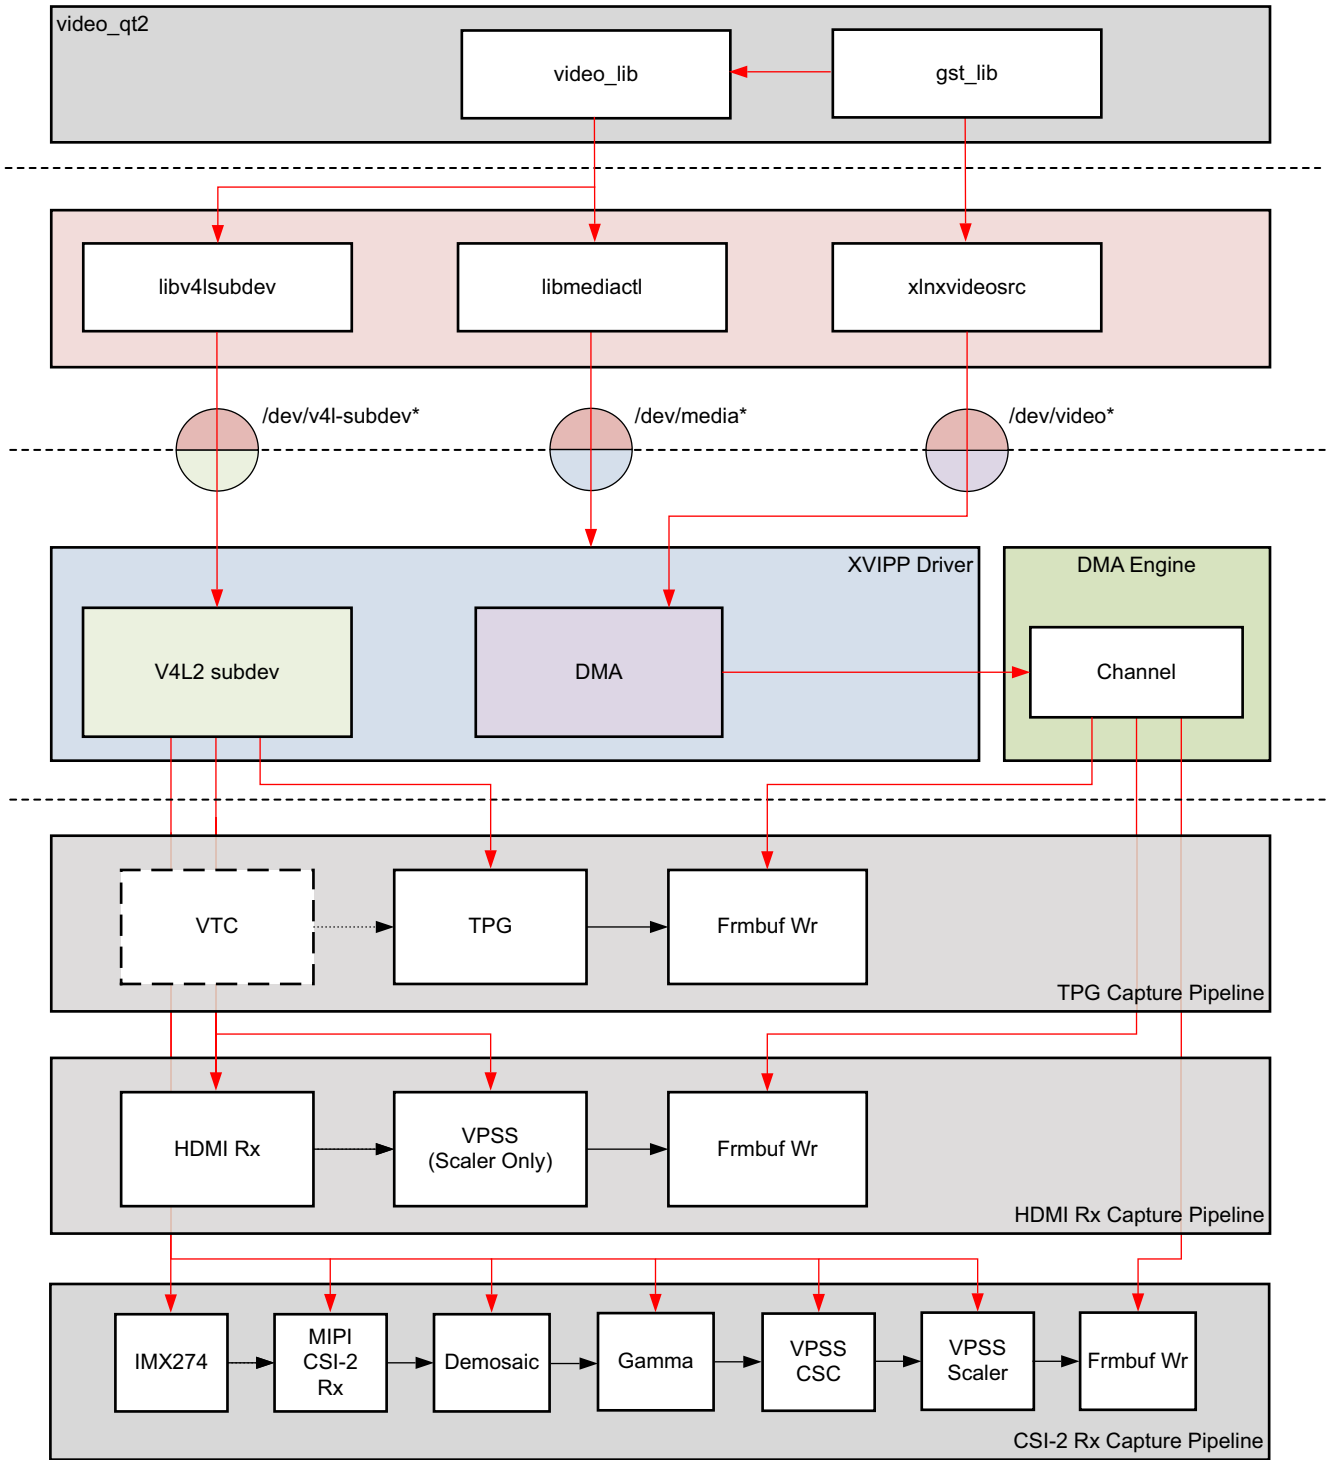 video_qt2
video_lib
gst_lib
libv4lsubdev
libmediactl
xlnxvideosrc
/dev/v4l-subdev*
/dev/media*
/dev/video*
XVIPP Driver
DMA Engine
V4L2 subdev
DMA
Channel
VTC
TPG
Frmbuf Wr
TPG Capture Pipeline
HDMI Rx
VPSS
(Scaler Only)
Frmbuf Wr
HDMI Rx Capture Pipeline
IMX274
MIPI
CSI-2
Rx
Demosaic
Gamma
VPSS
CSC
VPSS
Scaler
Frmbuf Wr
CSI-2 Rx Capture Pipeline